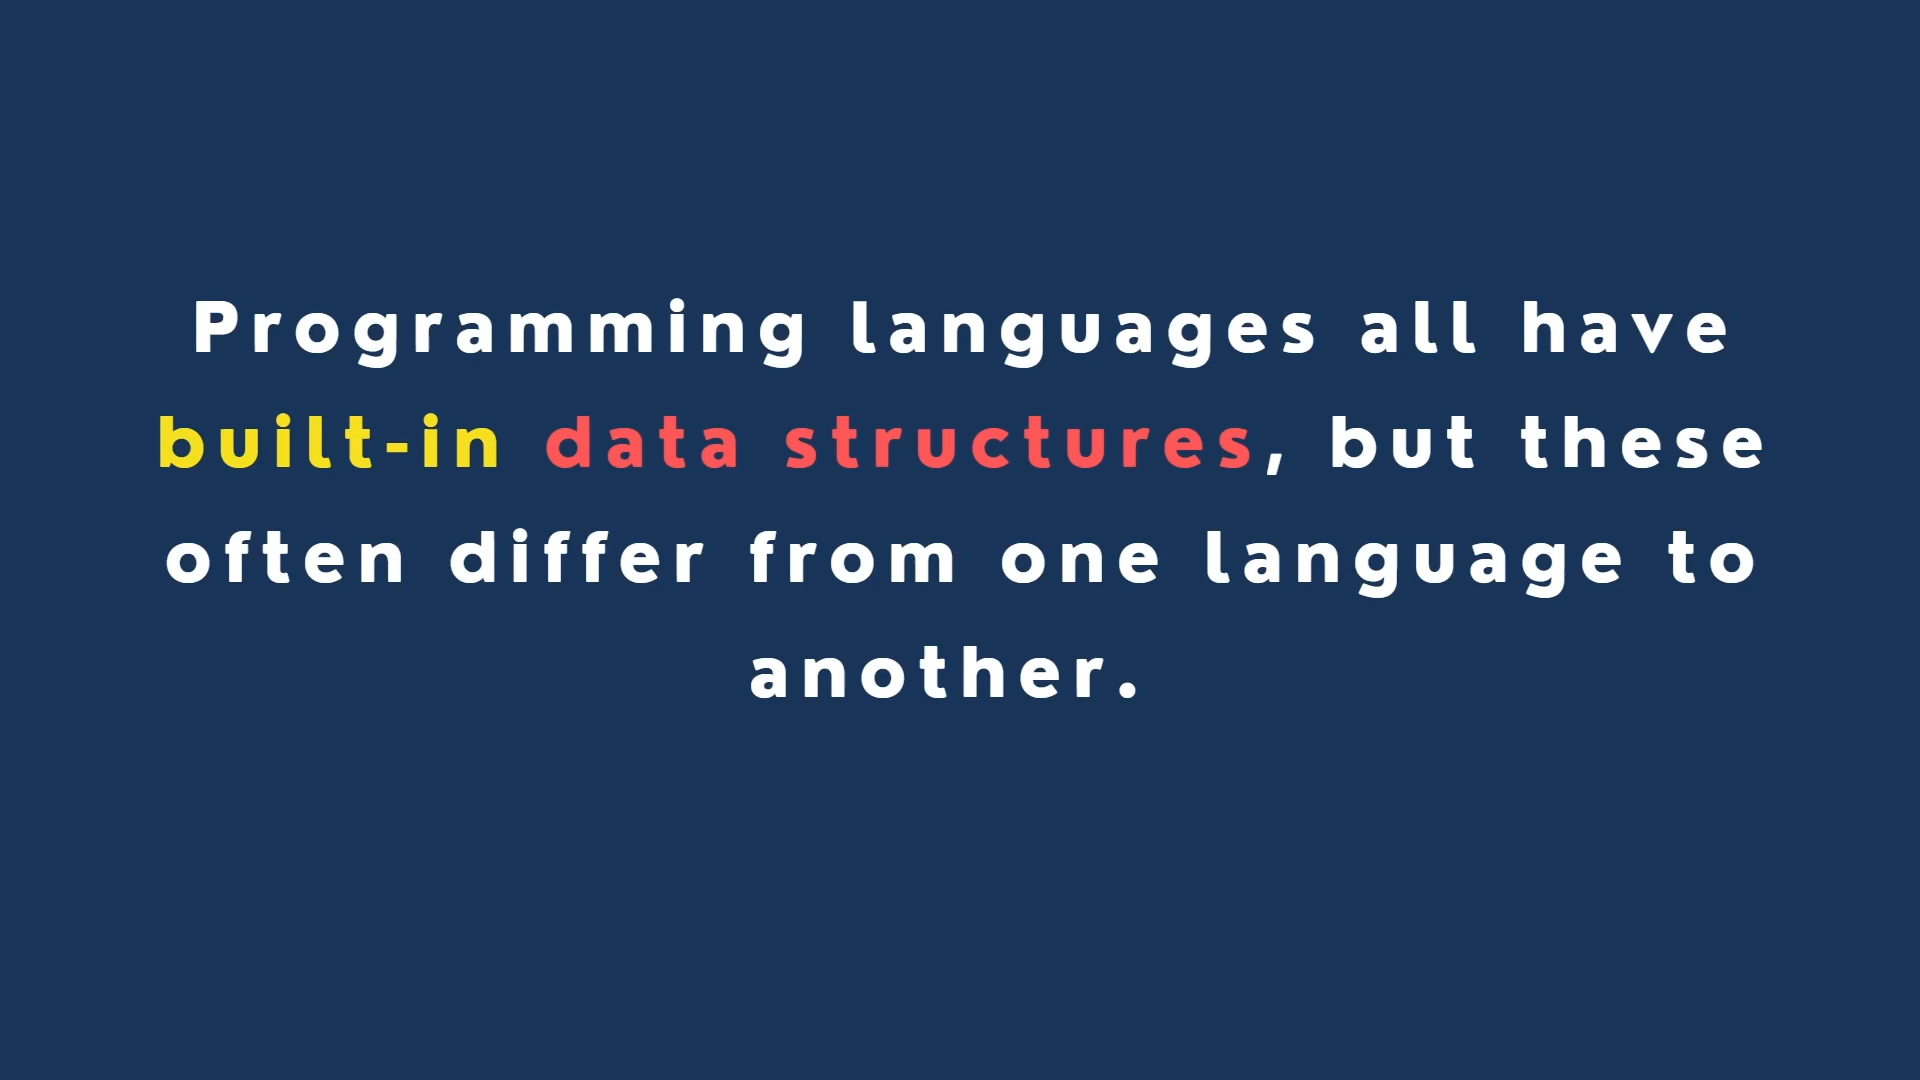 Programming languages all have
built-in data structures, but these
often differ from one language to
another.